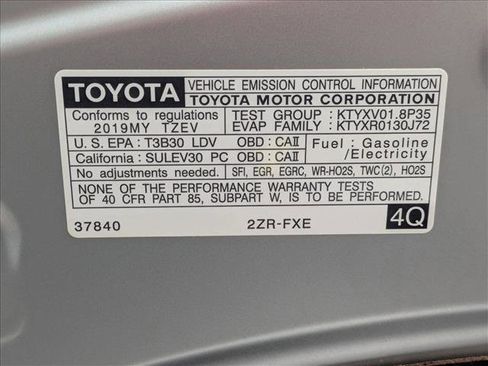 TOYOTA VEHICLE EMISSION CONTROL INFORMATION
TOYOTA MOTOR CORPORATION
Conforms to regulations
2019MY TZEV
TEST GROUP : KTYXV01.8P35
EVAP FAMILY : KTYXR0130J72
U.S. EPA : T3B30 LDV OBD : CAII
California : SULEV30 PC OBD : CAII
Fuel : Gasoline
/Electricity
No adjustments needed. SFI, EGR, EGRC, WR-HO2S, TWC(2), HO2S
NONE OF THE PERFORMANCE WARRANTY TESTS
OF 40 CFR PART 85, SUBPART W, IS TO BE PERFORMED.
37840 2ZR-FXE 4Q